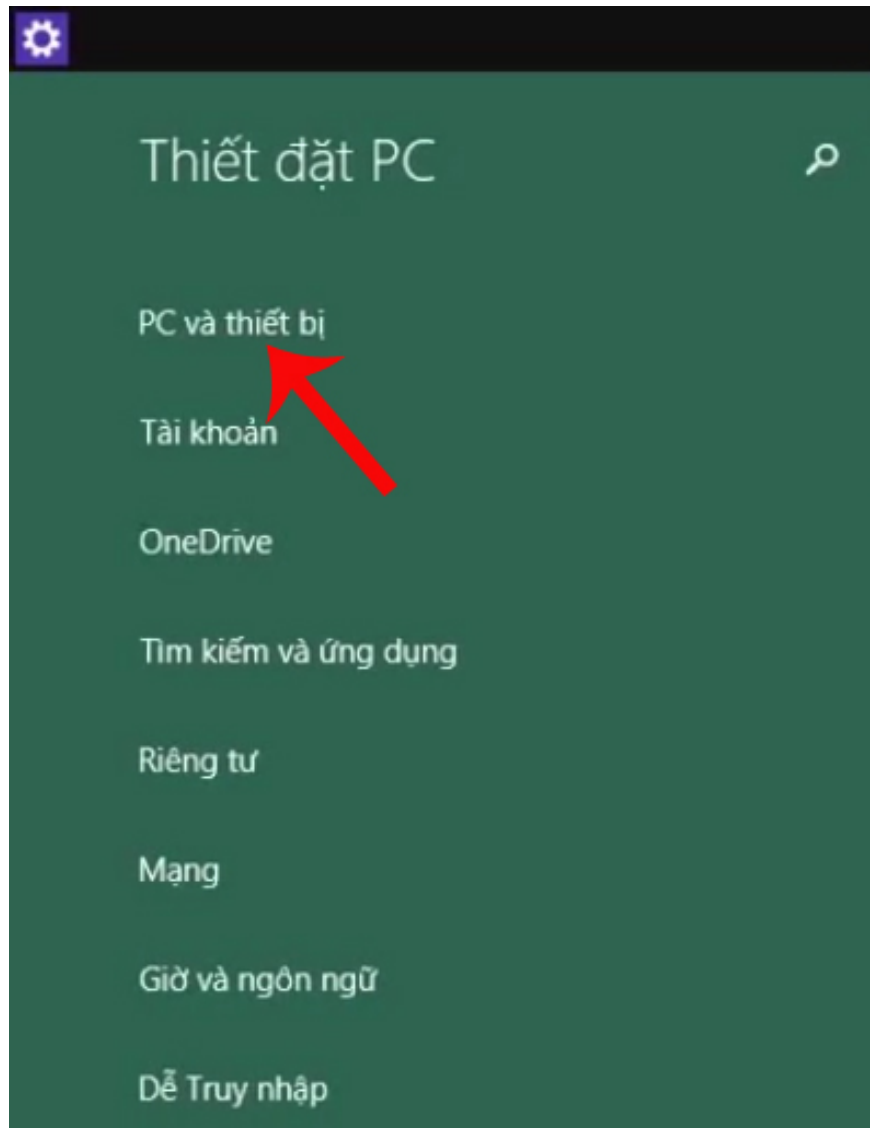 Thiết đặt PC
PC và thiết bị
Tài khoản
OneDrive
Tìm kiếm và ứng dụng
Riêng tư
Mạng
Giờ và ngôn ngữ
Dễ Truy nhập